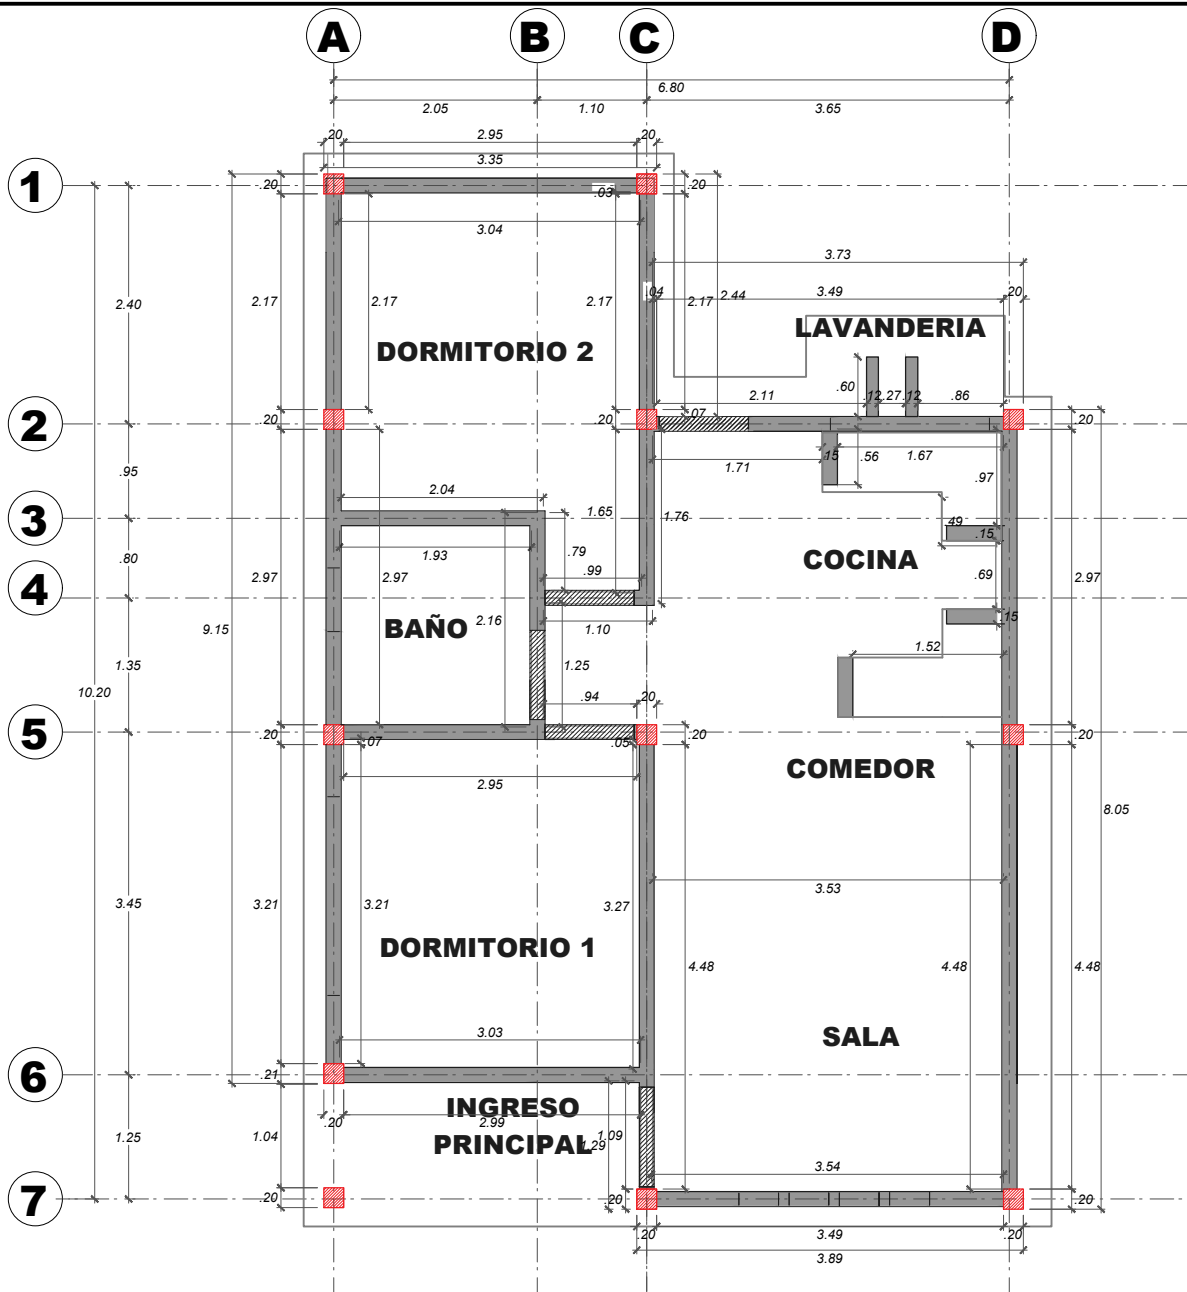 A B C D
6.80
2.05 1.10 3.65
.20 2.95 .20
3.35
1 .20 .20
.03
3.04
3.73
2.40 2.17 2.17 2.17 .04 2.17 2.44 3.49 .20
LAVANDERIA
DORMITORIO 2
.60 2.11 .12 .27 .12 .86
2 .20 .20 .07 .20
1.71 .15 .56 1.67
.95 .97
2.04
3 1.65 1.76 .49
.15
.80 1.93 .79
COCINA
4 2.97 2.97 .99 .69 2.97
9.15 BAÑO 2.16 1.10 .15
1.35 1.25 1.52
10.20 .94 .20
5 .20 .07 .05 .20 .20
COMEDOR
2.95
8.05
3.53
3.45 3.21 3.21 3.27
DORMITORIO 1
4.48 4.48 4.48
3.03 SALA
6 .21
INGRESO
.20 2.99
PRINCIPAL
1.25 1.04 1.29 1.09
3.54
7 .20 .20 .20
.20 3.49 .20
3.89